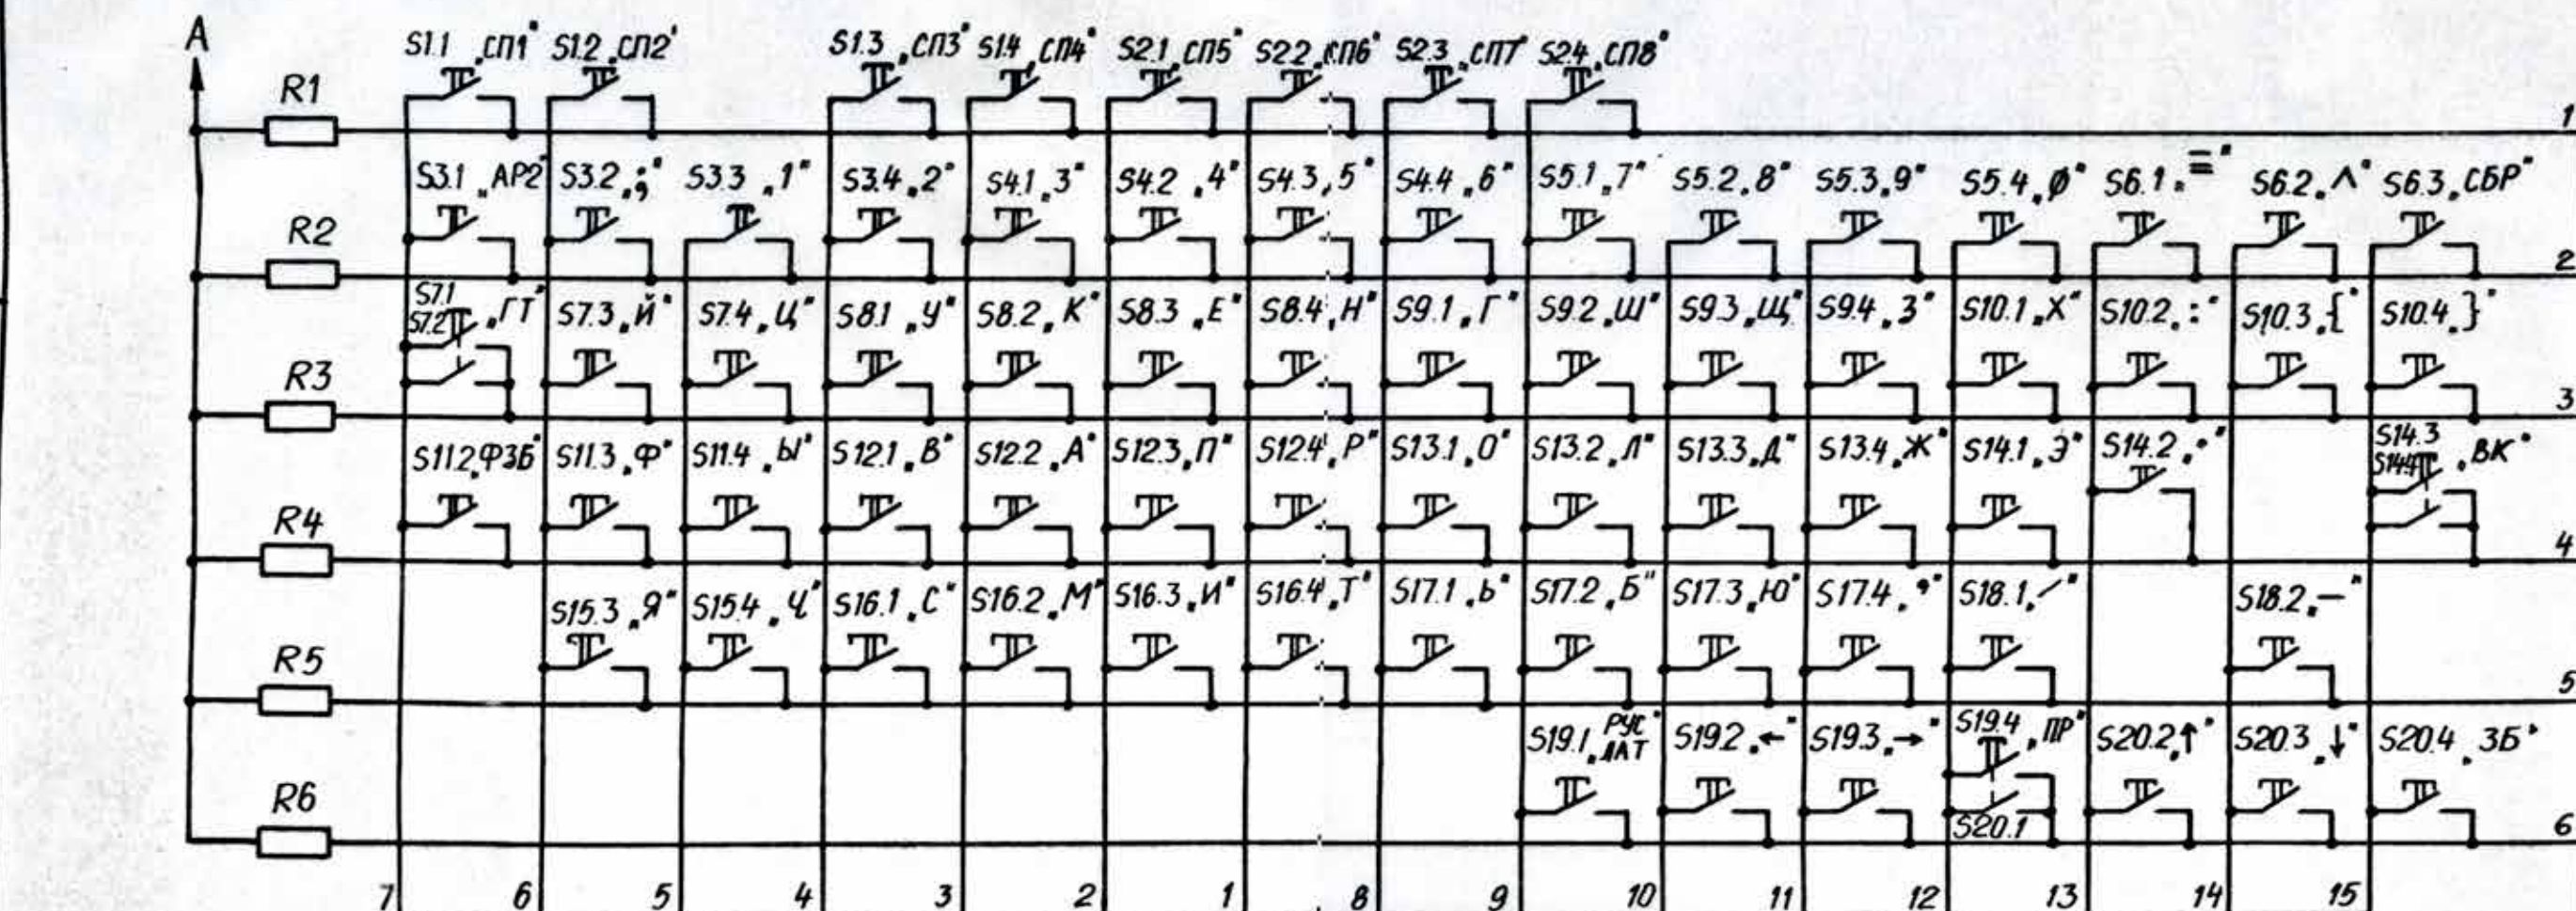 A
S1.1 „СП1" S1.2 „СП2" S1.3 „СП3" S1.4 „СП4" S2.1 „СП5" S2.2 „СП6" S2.3 „СП7" S2.4 „СП8"
R1 1
S3.1 „АР2" S3.2 „;" S3.3 „1" S3.4 „2" S4.1 „3" S4.2 „4" S4.3 „5" S4.4 „6" S5.1 „7" S5.2 „8" S5.3 „9" S5.4 „Ø" S6.1 „=" S6.2 „Λ" S6.3 „СБР"
R2 2
S7.1 S7.2 „ГТ" S7.3 „Й" S7.4 „Ц" S8.1 „У" S8.2 „К" S8.3 „Е" S8.4 „Н" S9.1 „Г" S9.2 „Ш" S9.3 „Щ" S9.4 „З" S10.1 „Х" S10.2 „:" S10.3 „{" S10.4 „}"
R3 3
S11.2 „ФЗБ" S11.3 „Ф" S11.4 „Ы" S12.1 „В" S12.2 „А" S12.3 „П" S12.4 „Р" S13.1 „О" S13.2 „Л" S13.3 „Д" S13.4 „Ж" S14.1 „Э" S14.2 „." S14.3 S14.4 „ВК"
R4 4
S15.3 „Я" S15.4 „Ч" S16.1 „С" S16.2 „М" S16.3 „И" S16.4 „Т" S17.1 „Ь" S17.2 „Б" S17.3 „Ю" S17.4 „," S18.1 „/" S18.2 „—"
R5 5
S19.1 „РУС ЛАТ" S19.2 „←" S19.3 „→" S19.4 „ПР" S20.2 „↑" S20.3 „↓" S20.4 „ЗБ"
S20.1
R6 6
7 6 5 4 3 2 1 8 9 10 11 12 13 14 15